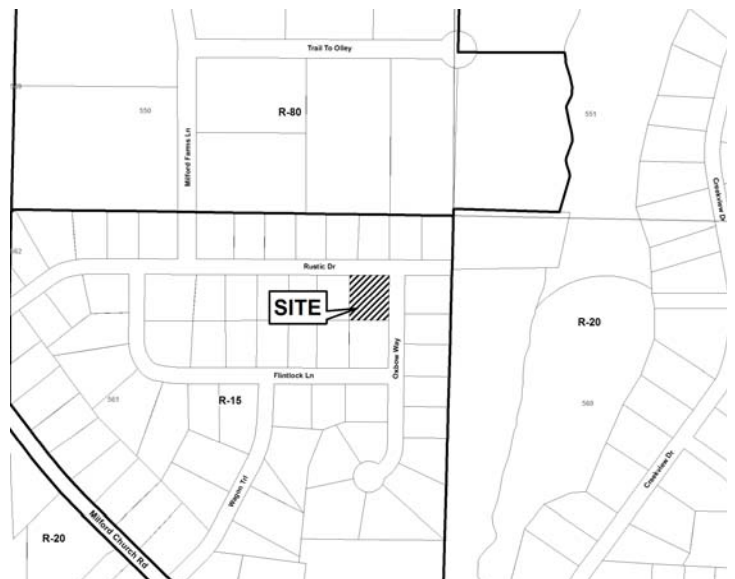 Trail To Olley
R-80
550
551
Milford Farms Ln
Creekview Dr
Rustic Dr
SITE
R-20
Oxbow Way
Flintlock Ln
561
R-15
560
Wagon Trl
Creekview Dr
Milford Church Rd
R-20